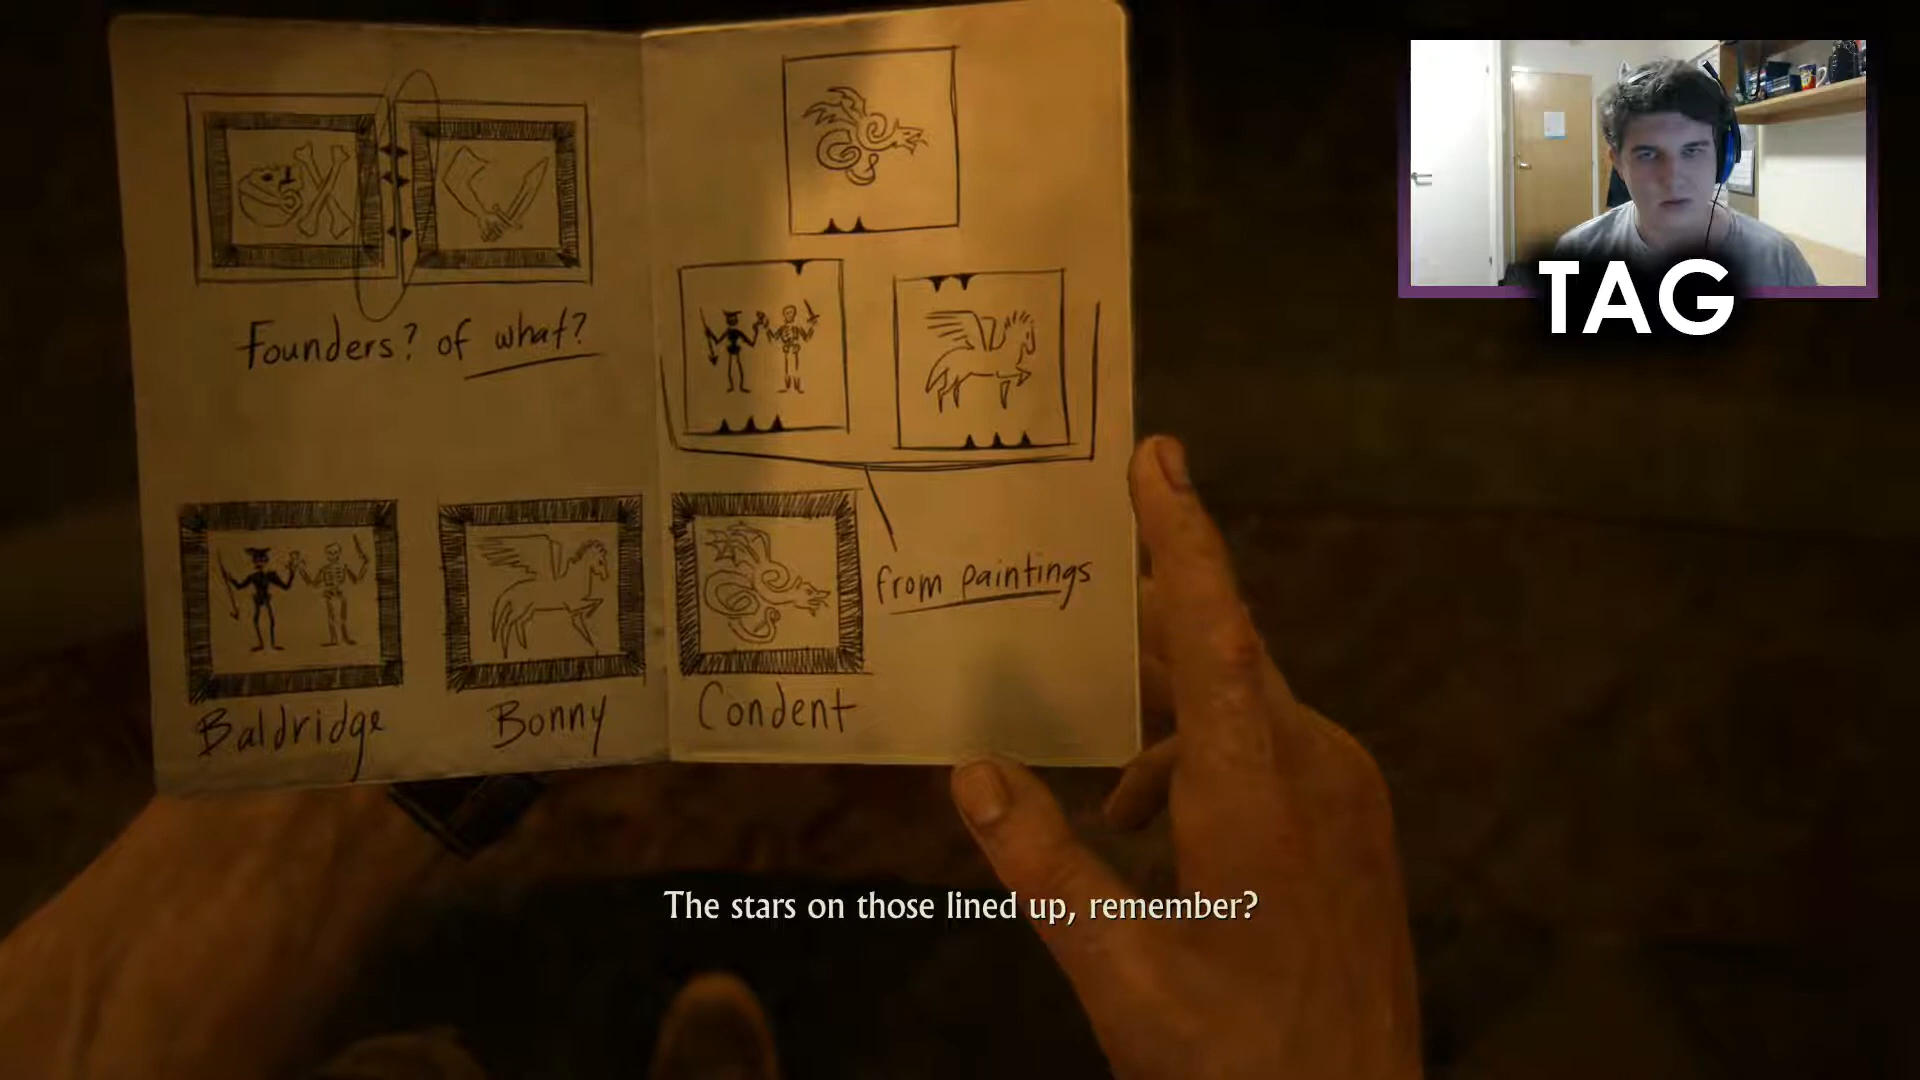 TAG
Founders? of what?
from paintings
Baldridge
Bonny
Condent
The stars on those lined up, remember?